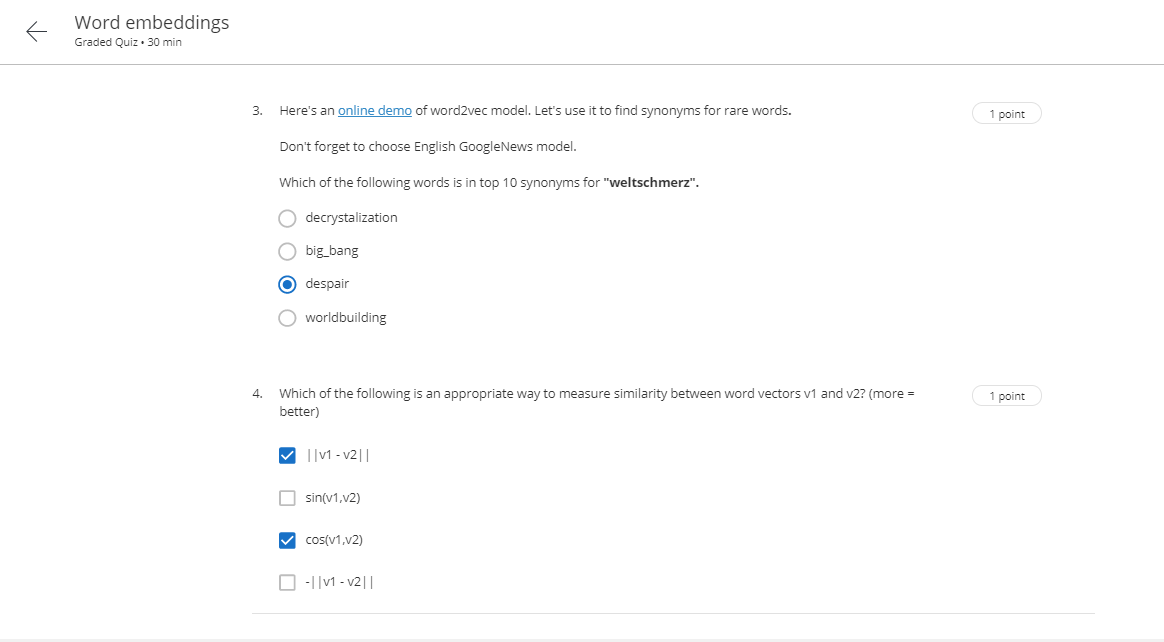 Word embeddings
Graded Quiz • 30 min
3. Here's an online demo of word2vec model. Let's use it to find synonyms for rare words.
1 point
Don't forget to choose English GoogleNews model.
Which of the following words is in top 10 synonyms for "weltschmerz".
decrystalization
big_bang
despair
worldbuilding
4. Which of the following is an appropriate way to measure similarity between word vectors v1 and v2? (more =
better)
1 point
||v1 - v2||
sin(v1,v2)
cos(v1,v2)
-||v1 - v2||